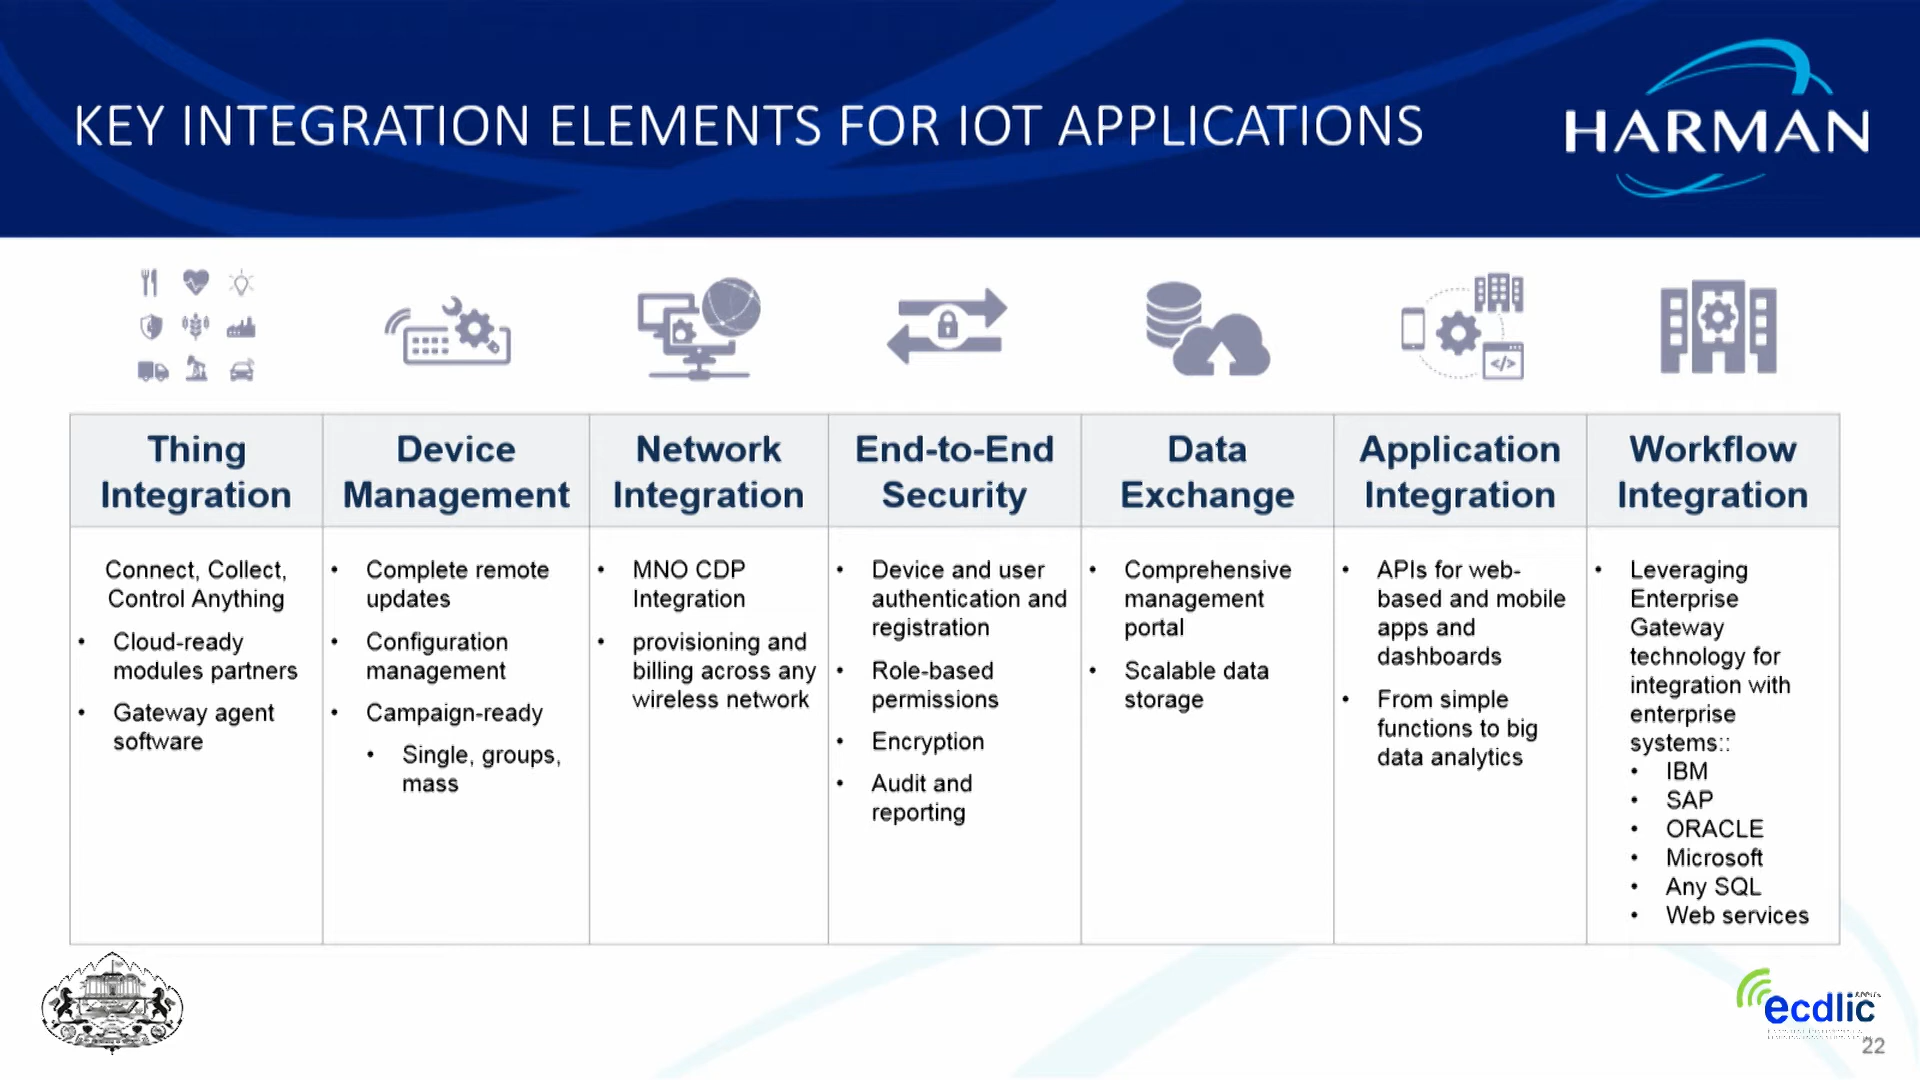 KEY INTEGRATION ELEMENTS FOR IOT APPLICATIONS
HARMAN
</>
Thing
Integration
Connect, Collect,
Control Anything
• Cloud-ready
modules partners
• Gateway agent
software
Device
Management
• Complete remote
updates
• Configuration
management
• Campaign-ready
• Single, groups,
mass
Network
Integration
• MNO CDP
Integration
• provisioning and
billing across any
wireless network
End-to-End
Security
• Device and user
authentication and
registration
• Role-based
permissions
• Encryption
• Audit and
reporting
Data
Exchange
• Comprehensive
management
portal
• Scalable data
storage
Application
Integration
• APIs for web-
based and mobile
apps and
dashboards
• From simple
functions to big
data analytics
Workflow
Integration
• Leveraging
Enterprise
Gateway
technology for
integration with
enterprise
systems::
• IBM
• SAP
• ORACLE
• Microsoft
• Any SQL
• Web services
ecdlic
22